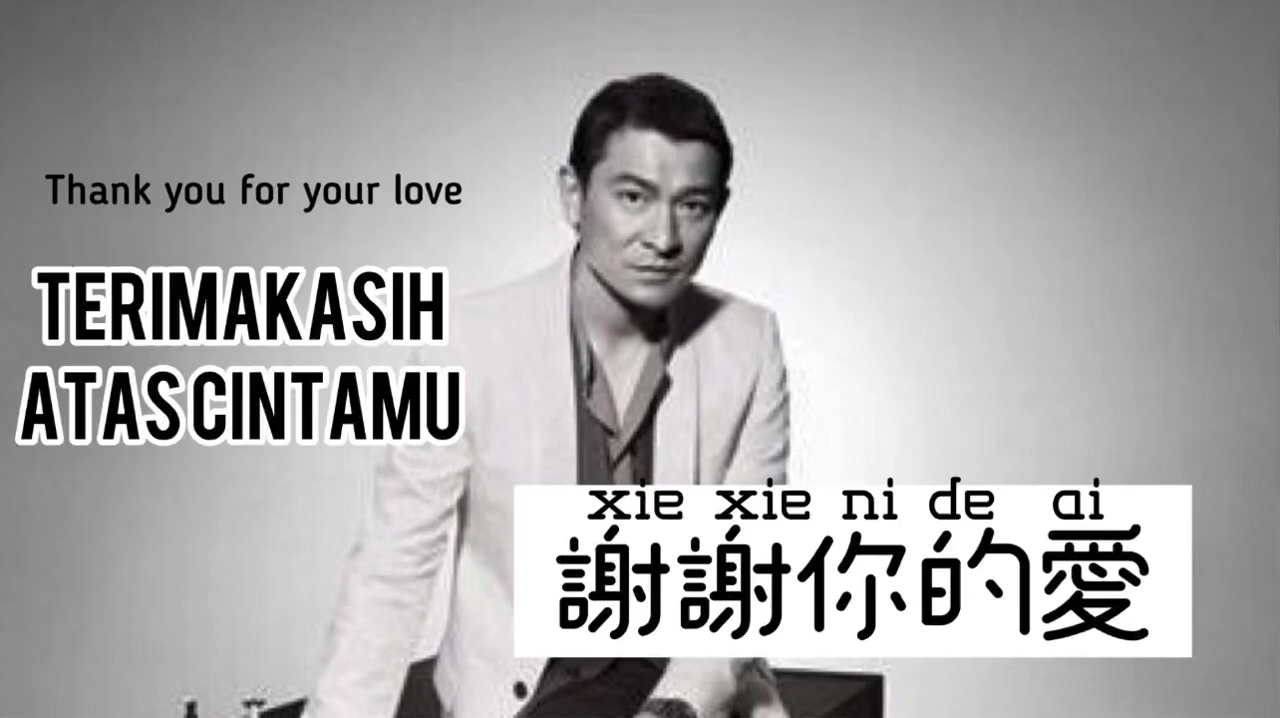 Thank you for your love
TERIMAKASIH
ATAS CINTAMU
xie xie ni de ai
謝謝你的愛